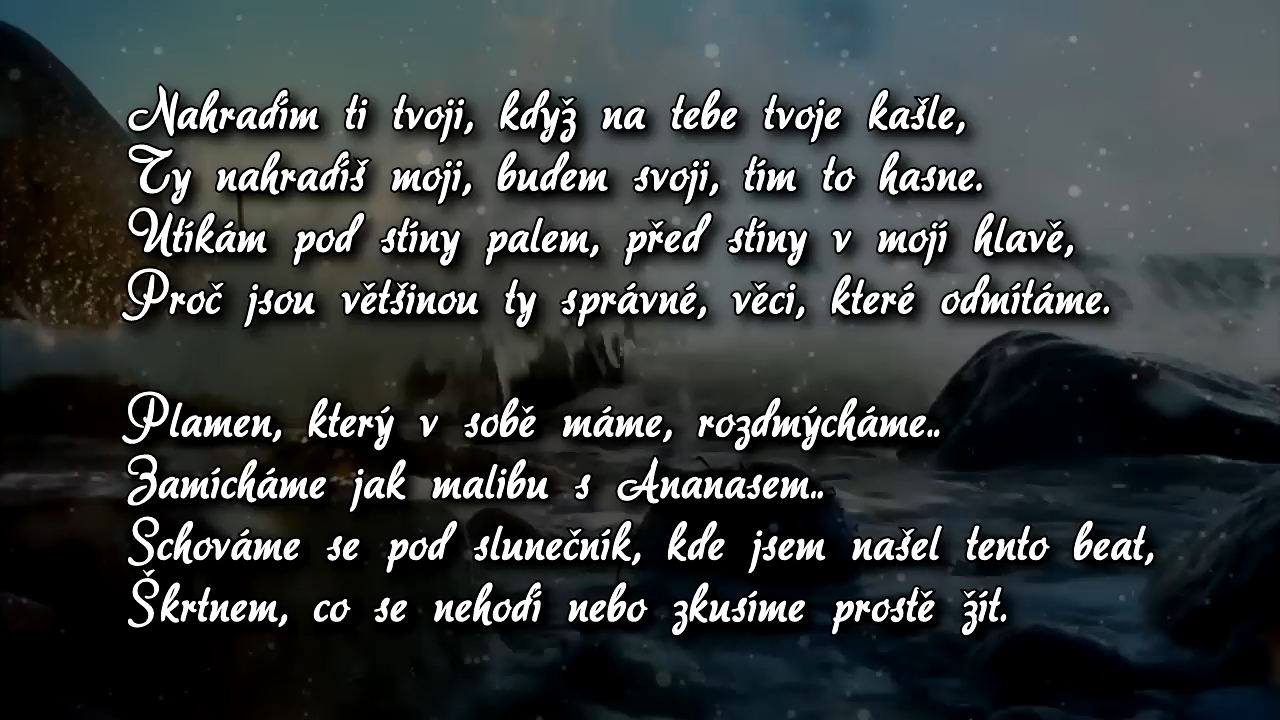 Nahradím ti tvoji, když na tebe tvoje kašle,
Ty nahradíš moji, budem svoji, tím to hasne.
Utíkám pod stíny palem, před stíny v mojí hlavě,
Proč jsou většinou ty správné, věci, které odmítáme.
Plamen, který v sobě máme, rozdmýcháme..
Zamícháme jak malibu s Ananasem..
Schováme se pod slunečník, kde jsem našel tento beat,
Škrtnem, co se nehodí nebo zkusíme prostě žít.